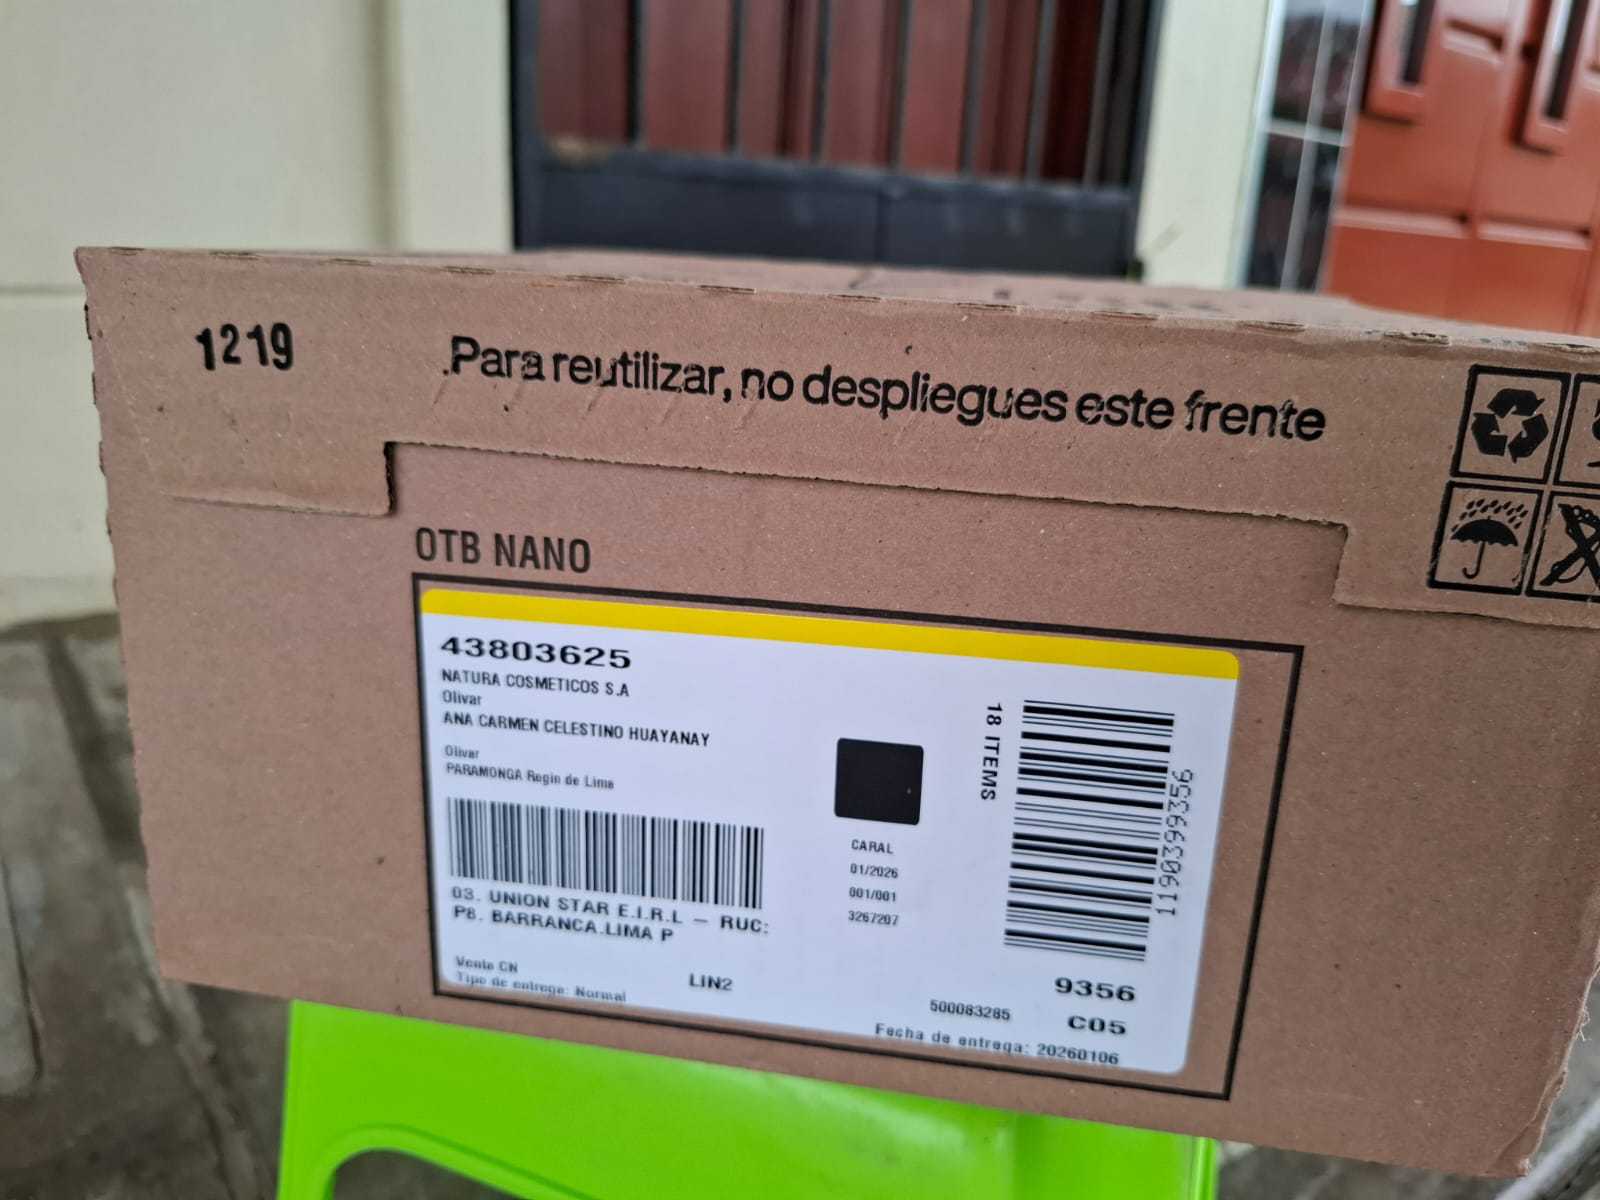 1219
.Para reutilizar, no despliegues este frente
OTB NANO
43803625
NATURA COSMETICOS S.A
Olivar
ANA CARMEN CELESTINO HUAYANAY
Olivar
PARAMONGA Regin de Lima
03. UNION STAR E.I.R.L – RUC:
P8. BARRANCA.LIMA P
Venta CN
Tipo de entrega: Normal
LIN2
CARAL
01/2026
001/001
3267207
18 ITEMS
1190399356
9356
500083285
C05
Fecha de entrega: 20260106